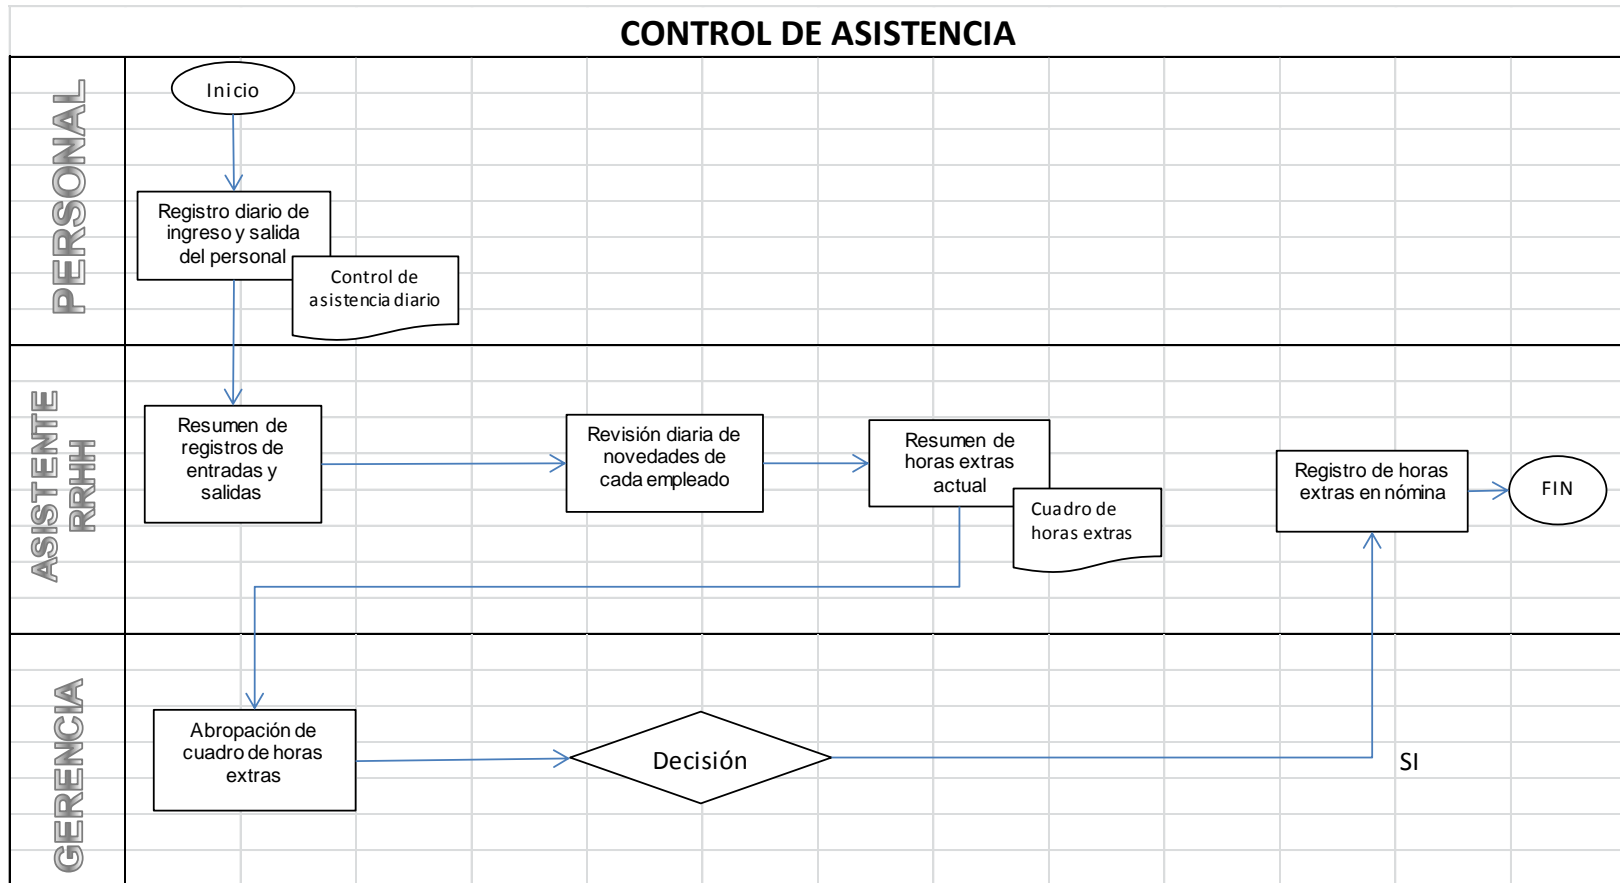 CONTROL DE ASISTENCIA
PERSONAL
Inicio
Registro diario de
ingreso y salida
del personal
Control de
asistencia diario
ASISTENTE
RRHH
Resumen de
registros de
entradas y
salidas
Revisión diaria de
novedades de
cada empleado
Resumen de
horas extras
actual
Cuadro de
horas extras
Registro de horas
extras en nómina
FIN
GERENCIA
Abropación de
cuadro de horas
extras
Decisión
SI